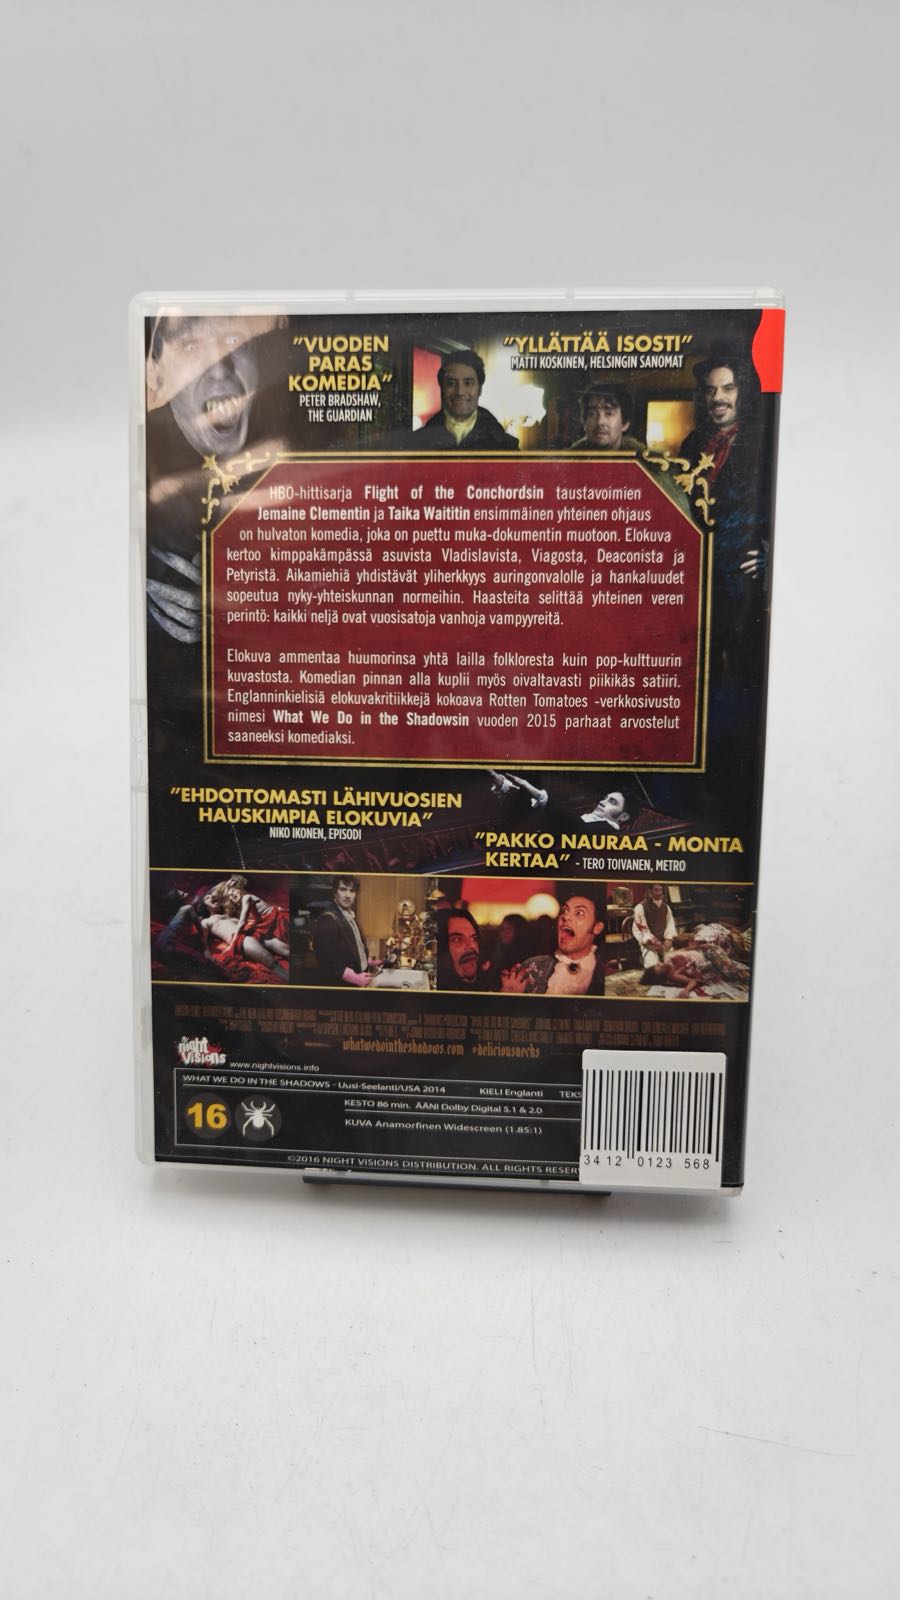 "VUODEN
PARAS
KOMEDIA"
PETER BRADSHAW,
THE GUARDIAN
"YLLÄTTÄÄ ISOSTI"
MATTI KOSKINEN, HELSINGIN SANOMAT
HBO-hittisarja Flight of the Conchordsin taustavoimien
Jemaine Clementin ja Taika Waititin ensimmäinen yhteinen ohjaus
on hulvaton komedia, joka on puettu muka-dokumentin muotoon. Elokuva
kertoo kimppakämpässä asuvista Vladislavista, Viagosta, Deaconista ja
Petyristä. Aikamiehiä yhdistävät yliherkkyys auringonvalolle ja hankaluudet
sopeutua nyky-yhteiskunnan normeihin. Haasteita selittää yhteinen veren
perintö: kaikki neljä ovat vuosisatoja vanhoja vampyyreitä.
Elokuva ammentaa huumorinsa yhtä lailla folkloresta kuin pop-kulttuurin
kuvastosta. Komedian pinnan alla kuplii myös oivaltavasti piikikäs satiiri.
Englanninkielisiä elokuvakritiikkejä kokoava Rotten Tomatoes -verkkosivusto
nimesi What We Do in the Shadowsin vuoden 2015 parhaat arvostelut
saaneeksi komediaksi.
"EHDOTTOMASTI LÄHIVUOSIEN
HAUSKIMPIA ELOKUVIA"
NIKO IKONEN, EPISODI
"PAKKO NAURAA - MONTA
KERTAA" - TERO TOIVANEN, METRO
whatwedointheshadows.com #deliciousnecks
night
Visions
www.nightvisions.info
WHAT WE DO IN THE SHADOWS - Uusi-Seelanti/USA 2014 KIELI Englanti TEKS
KESTO 86 min. ÄÄNI Dolby Digital 5.1 & 2.0
KUVA Anamorfinen Widescreen (1.85:1)
16
©2016 NIGHT VISIONS DISTRIBUTION. ALL RIGHTS RESER
3412 0123 568